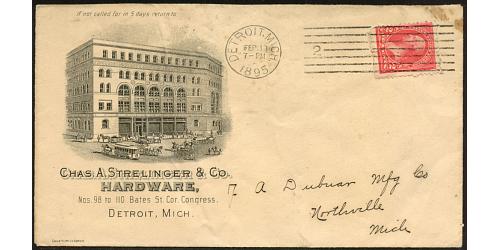 If not called for in 5 days return to
DETROIT, MICH.
FEB 13
7-PM
1895
2
CHAS. A. STRELINGER & CO.
HARDWARE,
Nos. 98 to 110 Bates St. Cor. Congress.
DETROIT, MICH.
A Dubuar Mfg Co
Northville
Mich